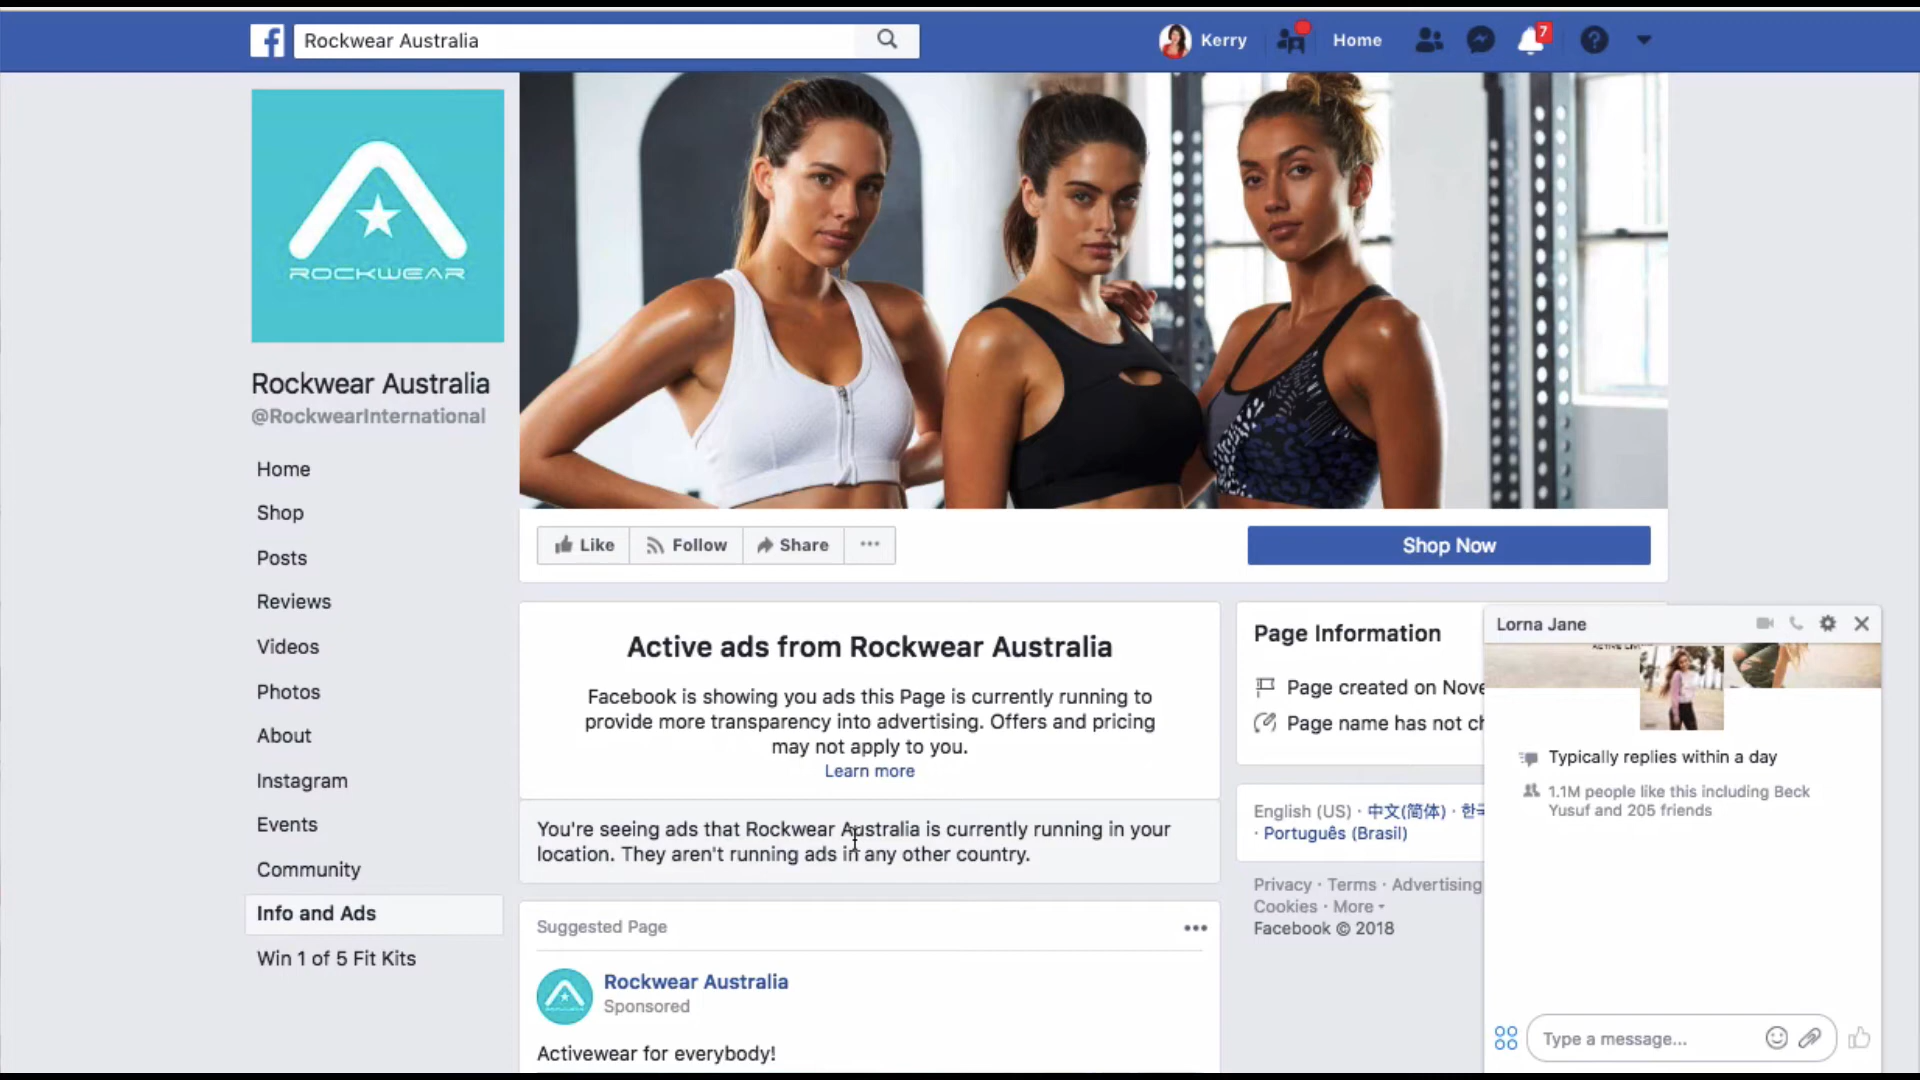 Rockwear Australia
Kerry
Home
7
ROCKWEAR
Rockwear Australia
@RockwearInternational
Home
Shop
Posts
Reviews
Videos
Photos
About
Instagram
Events
Community
Info and Ads
Win 1 of 5 Fit Kits
Like
Follow
Share
Shop Now
Active ads from Rockwear Australia
Facebook is showing you ads this Page is currently running to
provide more transparency into advertising. Offers and pricing
may not apply to you.
Learn more
You're seeing ads that Rockwear Australia is currently running in your
location. They aren't running ads in any other country.
Suggested Page
Rockwear Australia
Sponsored
Activewear for everybody!
Page Information
Page created on Nove
Page name has not ch
English (US) · 中文(简体) · 한
· Português (Brasil)
Privacy · Terms · Advertising
Cookies · More
Facebook © 2018
Lorna Jane
Typically replies within a day
1.1M people like this including Beck
Yusuf and 205 friends
Type a message...